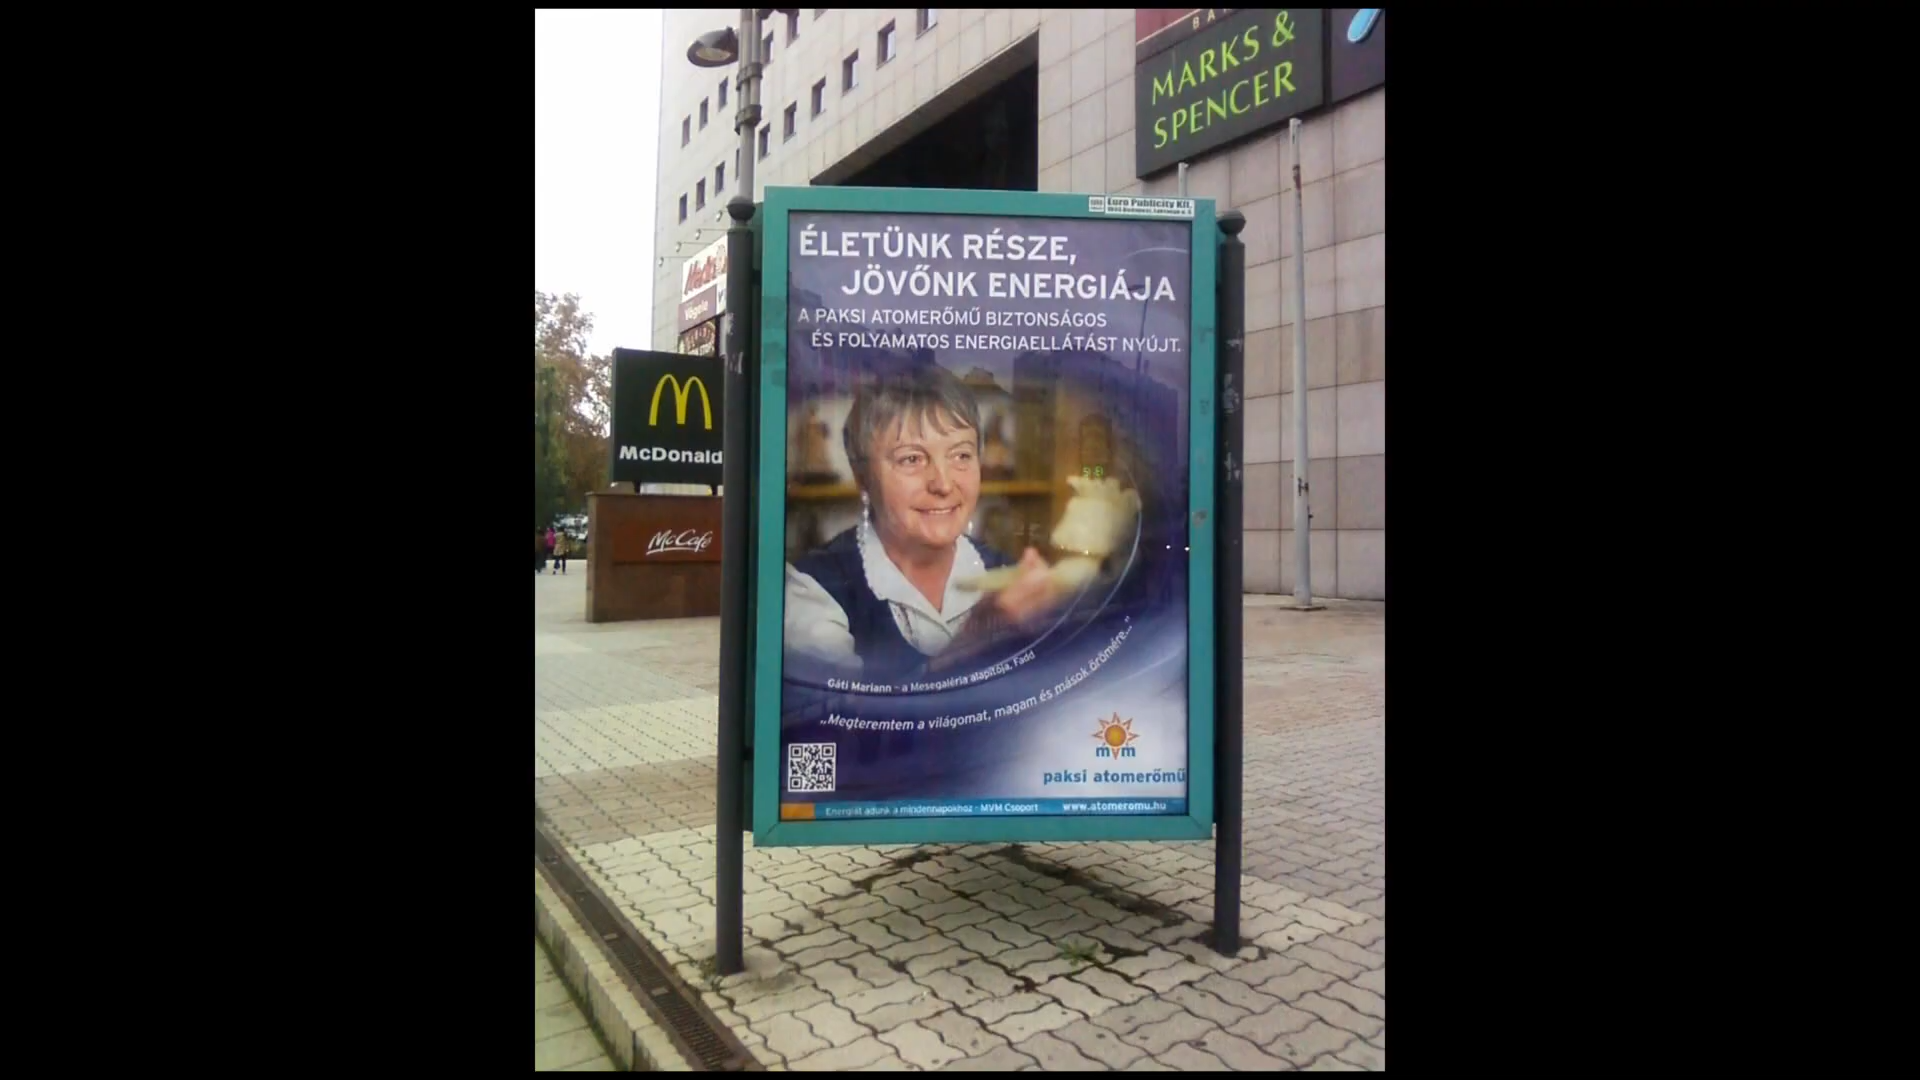 MARKS &
SPENCER
Euro Publicity Kft.
ÉLETÜNK RÉSZE,
JÖVŐNK ENERGIÁJA
A PAKSI ATOMERŐMŰ BIZTONSÁGOS
ÉS FOLYAMATOS ENERGIAELLÁTÁST NYÚJT.
Media
Vögele
McDonald
McCafé
Gáti Mariann - a Mesegaléria alapítója, Fadd
„Megteremtem a világomat, magam és mások örömére..."
mvm
paksi atomerőmű
Energiát adunk a mindennapokhoz - MVM Csoport www.atomeromu.hu